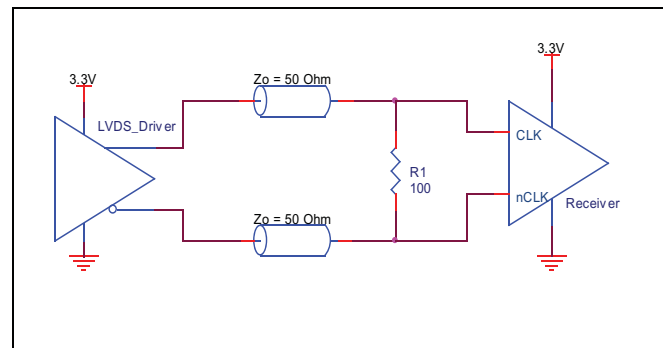 3.3V
LVDS_Driver
Zo = 50 Ohm
Zo = 50 Ohm
R1
100
3.3V
CLK
nCLK
Receiver